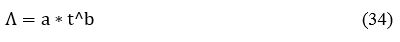 Λ = a ∗ t^b (34)